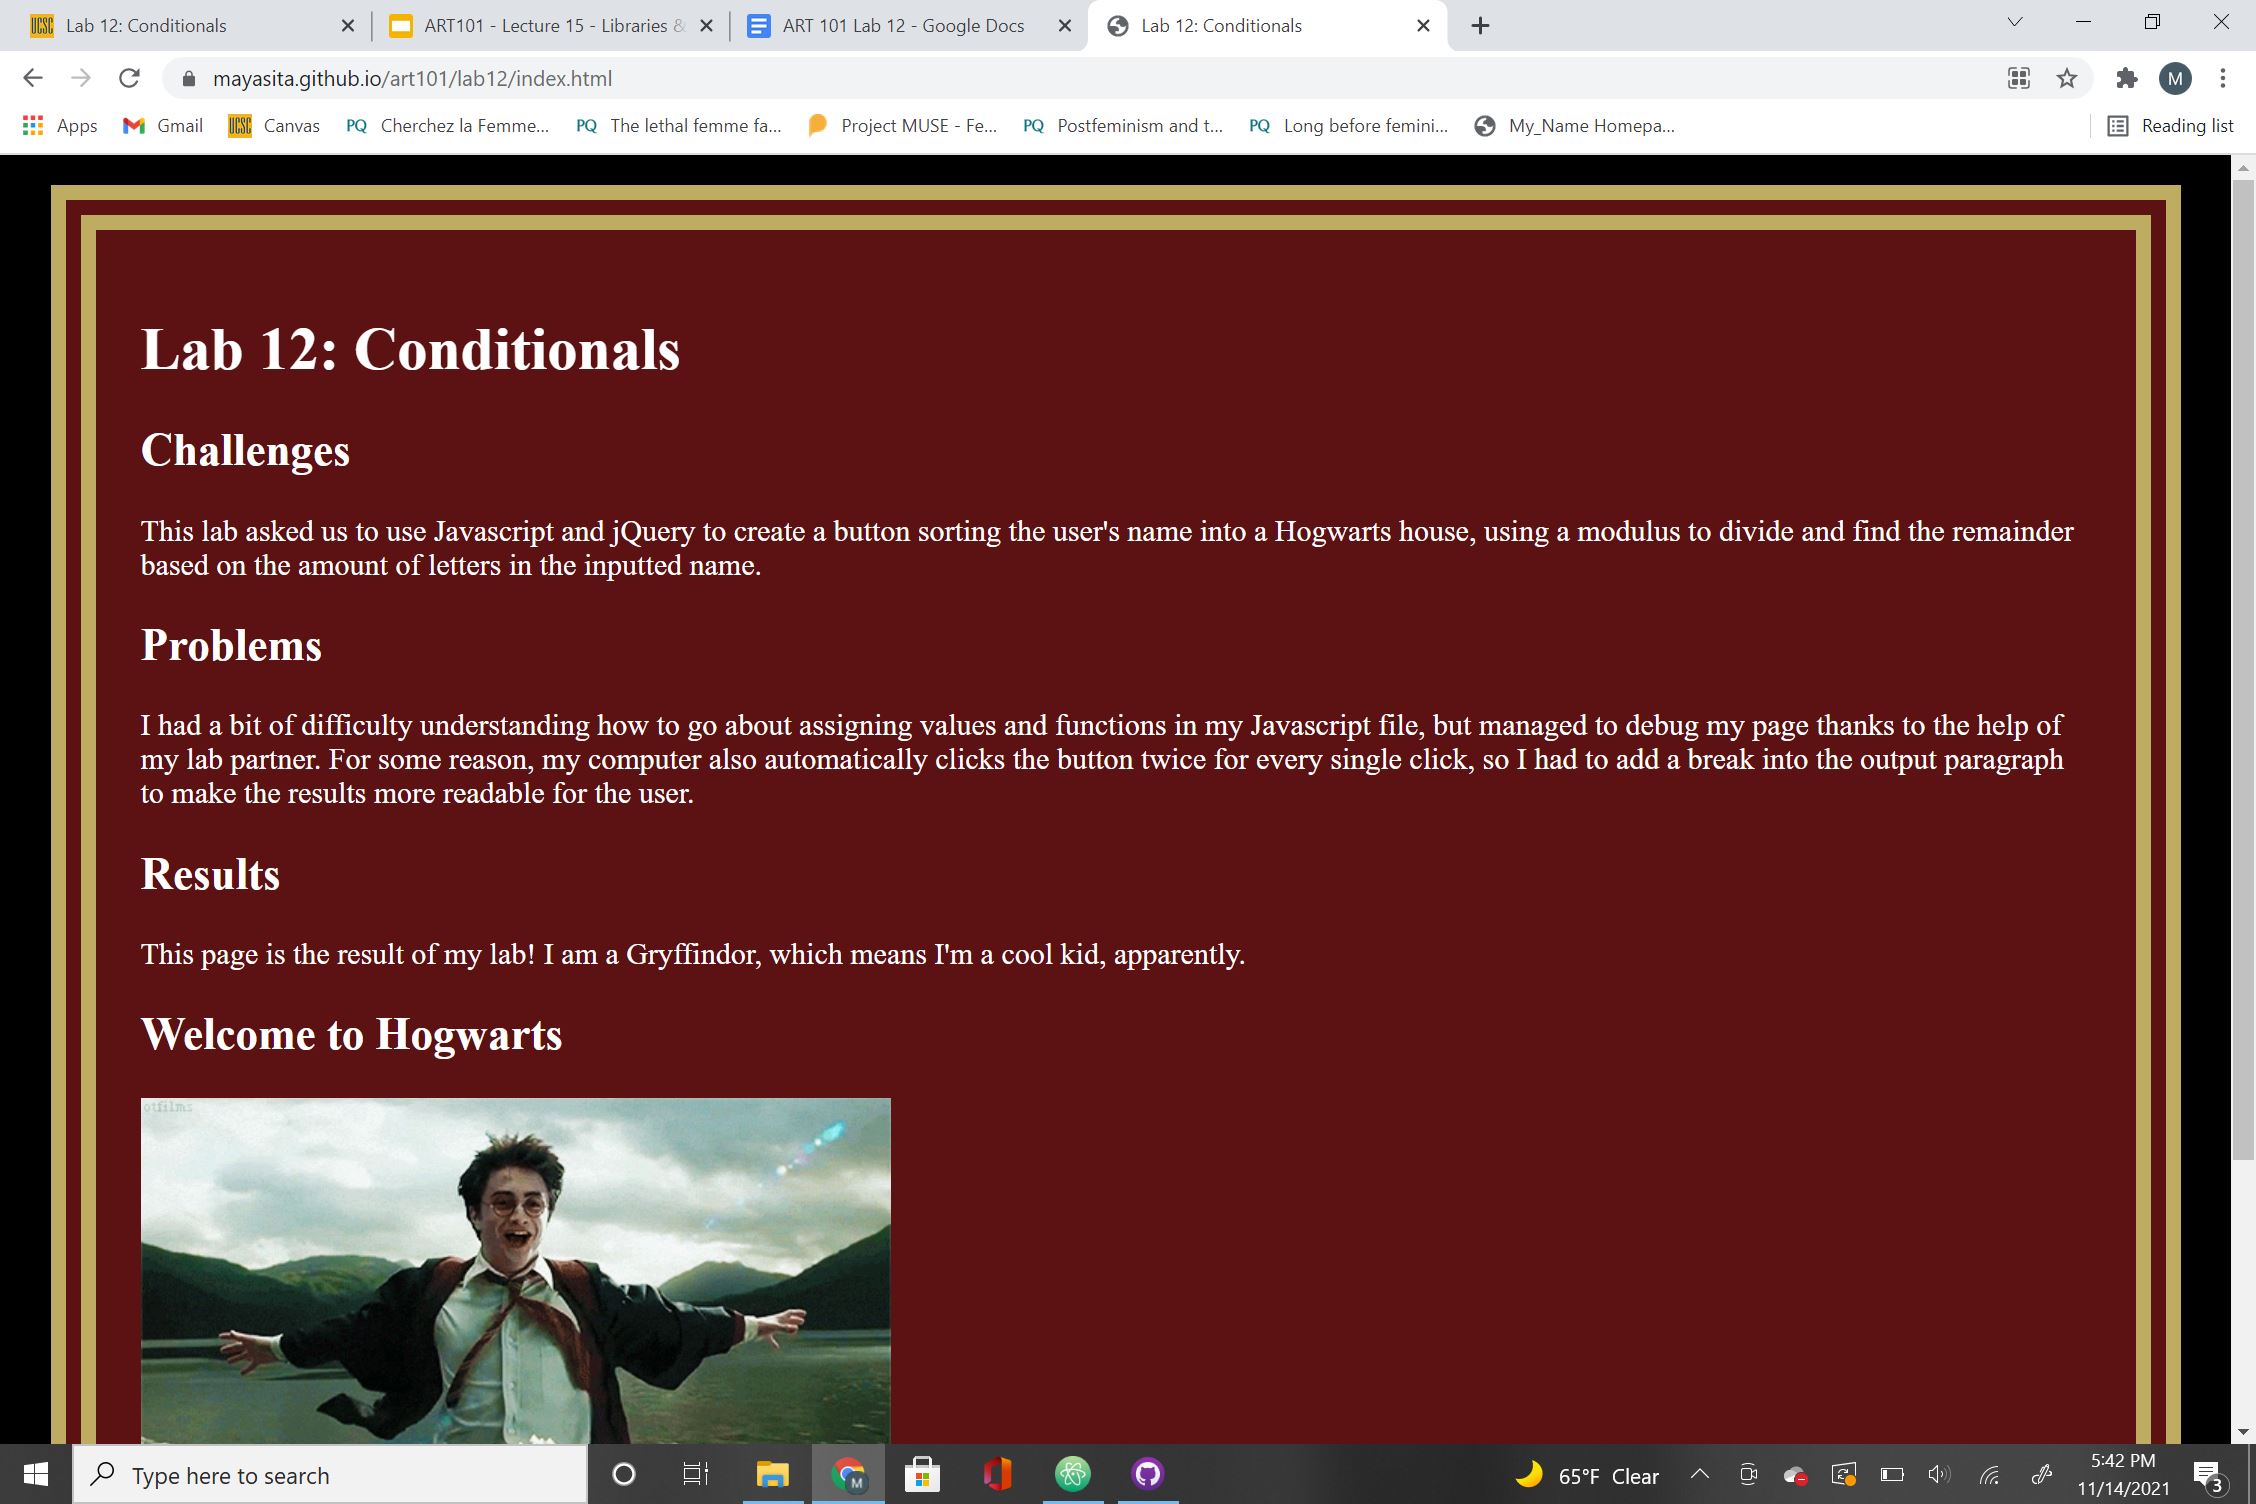 UCSC Lab 12: Conditionals
ART101 - Lecture 15 - Libraries &
ART 101 Lab 12 - Google Docs
Lab 12: Conditionals
mayasita.github.io/art101/lab12/index.html
M
Apps
Gmail
UCSC Canvas
PQ Cherchez la Femme...
PQ The lethal femme fa...
Project MUSE - Fe...
PQ Postfeminism and t...
PQ Long before femini...
My_Name Homepa...
Reading list
Lab 12: Conditionals
Challenges
This lab asked us to use Javascript and jQuery to create a button sorting the user's name into a Hogwarts house, using a modulus to divide and find the remainder
based on the amount of letters in the inputted name.
Problems
I had a bit of difficulty understanding how to go about assigning values and functions in my Javascript file, but managed to debug my page thanks to the help of
my lab partner. For some reason, my computer also automatically clicks the button twice for every single click, so I had to add a break into the output paragraph
to make the results more readable for the user.
Results
This page is the result of my lab! I am a Gryffindor, which means I'm a cool kid, apparently.
Welcome to Hogwarts
otfilms
Type here to search
M
65°F Clear
5:42 PM
11/14/2021
3